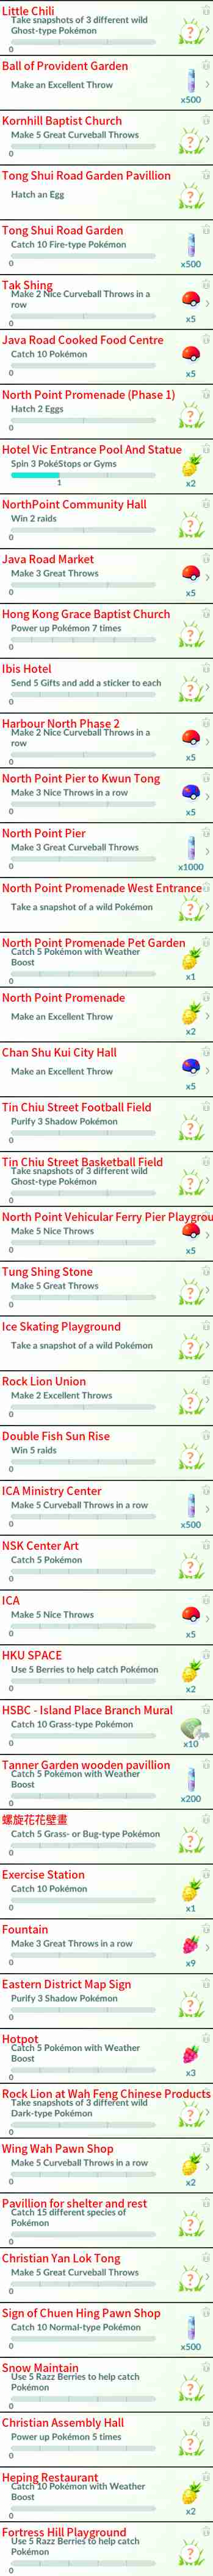 Little Chili
Take snapshots of 3 different wild
Ghost-type Pokémon
?
0
Ball of Provident Garden
Make an Excellent Throw
x500
Kornhill Baptist Church
Make 5 Great Curveball Throws
?
0
Tong Shui Road Garden Pavillion
Hatch an Egg
?
Tong Shui Road Garden
Catch 10 Fire-type Pokémon
0
x500
Tak Shing
Make 2 Nice Curveball Throws in a
row
0
x5
Java Road Cooked Food Centre
Catch 10 Pokémon
0
x5
North Point Promenade (Phase 1)
Hatch 2 Eggs
?
0
Hotel Vic Entrance Pool And Statue
Spin 3 PokéStops or Gyms
1
x2
NorthPoint Community Hall
Win 2 raids
?
0
Java Road Market
Make 3 Great Throws
0
x5
Hong Kong Grace Baptist Church
Power up Pokémon 7 times
?
0
Ibis Hotel
Send 5 Gifts and add a sticker to each
?
0
Harbour North Phase 2
Make 2 Nice Curveball Throws in a
row
0
x5
North Point Pier to Kwun Tong
Make 3 Nice Throws in a row
0
x5
North Point Pier
Make 3 Great Curveball Throws
0
x1000
North Point Promenade West Entrance
Take a snapshot of a wild Pokémon
?
North Point Promenade Pet Garden
Catch 5 Pokémon with Weather
Boost
0
x1
North Point Promenade
Make an Excellent Throw
x2
Chan Shu Kui City Hall
Make an Excellent Throw
x5
Tin Chiu Street Football Field
Purify 3 Shadow Pokémon
?
0
Tin Chiu Street Basketball Field
Take snapshots of 3 different wild
Ghost-type Pokémon
?
0
North Point Vehicular Ferry Pier Playgrou
Make 5 Nice Throws
0
x5
Tung Shing Stone
Make 5 Great Throws
?
0
Ice Skating Playground
Take a snapshot of a wild Pokémon
?
Rock Lion Union
Make 2 Excellent Throws
?
0
Double Fish Sun Rise
Win 5 raids
?
0
ICA Ministry Center
Make 5 Curveball Throws in a row
0
x500
NSK Center Art
Catch 5 Pokémon
?
0
ICA
Make 5 Nice Throws
0
x5
HKU SPACE
Use 5 Berries to help catch Pokémon
0
x2
HSBC - Island Place Branch Mural
Catch 10 Grass-type Pokémon
0
x10
Tanner Garden wooden pavillion
Catch 5 Pokémon with Weather
Boost
0
x200
螺旋花花壁畫
Catch 5 Grass- or Bug-type Pokémon
?
0
Exercise Station
Catch 10 Pokémon
0
x1
Fountain
Make 3 Great Throws in a row
0
x9
Eastern District Map Sign
Purify 3 Shadow Pokémon
?
0
Hotpot
Catch 5 Pokémon with Weather
Boost
0
x3
Rock Lion at Wah Feng Chinese Products
Take snapshots of 3 different wild
Dark-type Pokémon
?
0
Wing Wah Pawn Shop
Make 5 Curveball Throws in a row
0
x2
Pavillion for shelter and rest
Catch 15 different species of
Pokémon
?
0
Christian Yan Lok Tong
Make 5 Great Curveball Throws
?
0
Sign of Chuen Hing Pawn Shop
Catch 10 Normal-type Pokémon
0
x500
Snow Maintain
Use 5 Razz Berries to help catch
Pokémon
?
0
Christian Assembly Hall
Power up Pokémon 5 times
?
0
Heping Restaurant
Catch 10 Pokémon with Weather
Boost
0
x2
Fortress Hill Playground
Use 5 Razz Berries to help catch
Pokémon
?
0